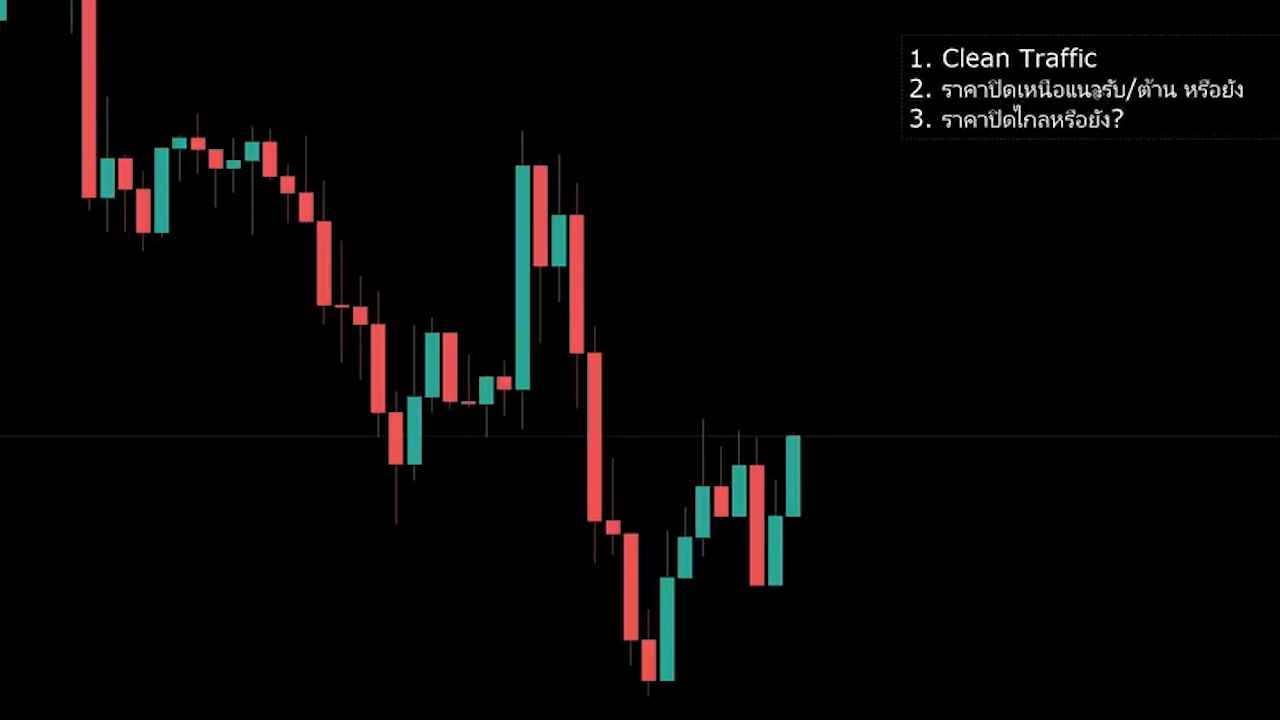 1. Clean Traffic
2. ราคาปิดเหนือแนวรับ/ต้าน หรือยัง
3. ราคาปิดไกลหรือยัง?